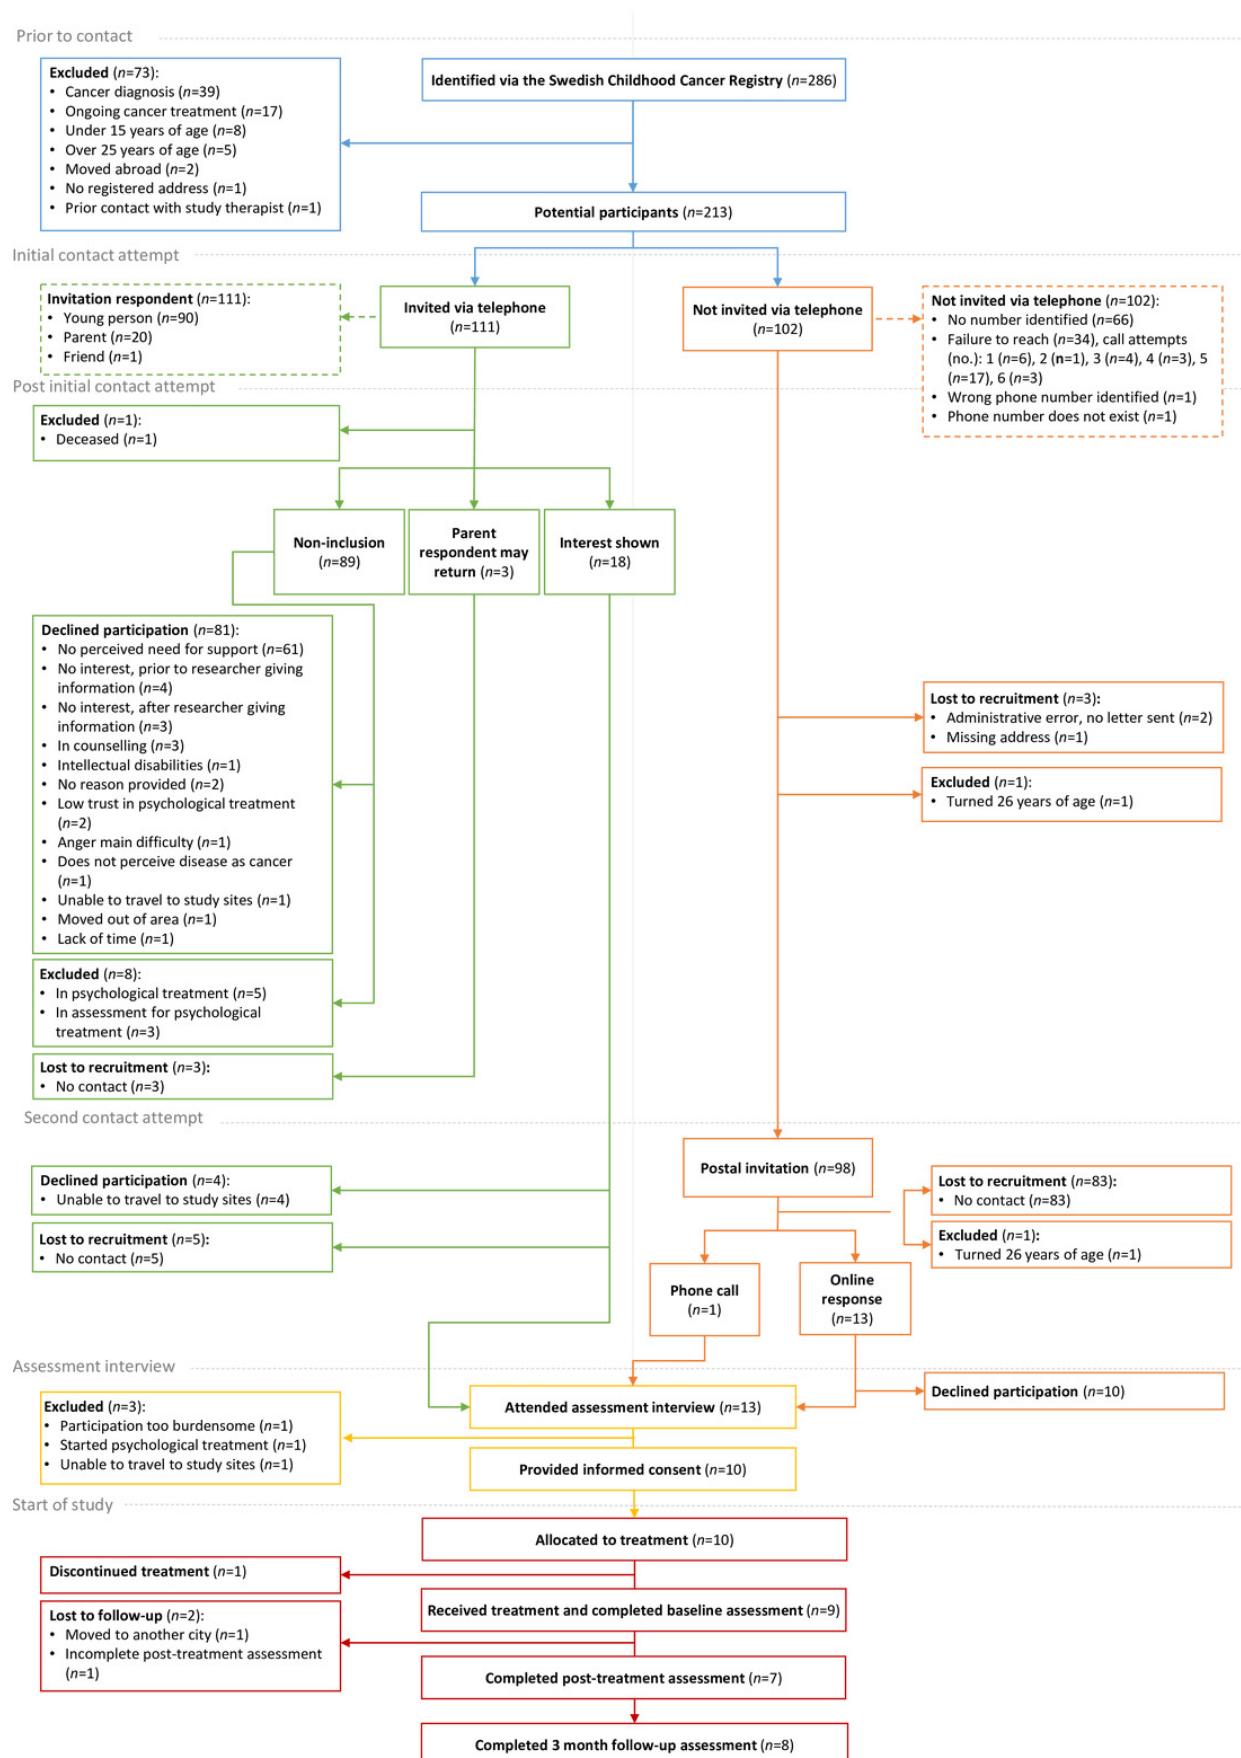 Prior to contact
Excluded (n=73):
• Cancer diagnosis (n=39)
• Ongoing cancer treatment (n=17)
• Under 15 years of age (n=8)
• Over 25 years of age (n=5)
• Moved abroad (n=2)
• No registered address (n=1)
• Prior contact with study therapist (n=1)
Identified via the Swedish Childhood Cancer Registry (n=286)
Potential participants (n=213)
Initial contact attempt
Invitation respondent (n=111):
• Young person (n=90)
• Parent (n=20)
• Friend (n=1)
Invited via telephone
(n=111)
Not invited via telephone
(n=102)
Not invited via telephone (n=102):
• No number identified (n=66)
• Failure to reach (n=34), call attempts
(no.): 1 (n=6), 2 (n=1), 3 (n=4), 4 (n=3), 5
(n=17), 6 (n=3)
• Wrong phone number identified (n=1)
• Phone number does not exist (n=1)
Post initial contact attempt
Excluded (n=1):
• Deceased (n=1)
Non-inclusion
(n=89)
Parent
respondent may
return (n=3)
Interest shown
(n=18)
Declined participation (n=81):
• No perceived need for support (n=61)
• No interest, prior to researcher giving
information (n=4)
• No interest, after researcher giving
information (n=3)
• In counselling (n=3)
• Intellectual disabilities (n=1)
• No reason provided (n=2)
• Low trust in psychological treatment
(n=2)
• Anger main difficulty (n=1)
• Does not perceive disease as cancer
(n=1)
• Unable to travel to study sites (n=1)
• Moved out of area (n=1)
• Lack of time (n=1)
Lost to recruitment (n=3):
• Administrative error, no letter sent (n=2)
• Missing address (n=1)
Excluded (n=1):
• Turned 26 years of age (n=1)
Excluded (n=8):
• In psychological treatment (n=5)
• In assessment for psychological
treatment (n=3)
Lost to recruitment (n=3):
• No contact (n=3)
Second contact attempt
Declined participation (n=4):
• Unable to travel to study sites (n=4)
Lost to recruitment (n=5):
• No contact (n=5)
Postal invitation (n=98)
Lost to recruitment (n=83):
• No contact (n=83)
Excluded (n=1):
• Turned 26 years of age (n=1)
Phone call
(n=1)
Online
response
(n=13)
Assessment interview
Excluded (n=3):
• Participation too burdensome (n=1)
• Started psychological treatment (n=1)
• Unable to travel to study sites (n=1)
Attended assessment interview (n=13)
Declined participation (n=10)
Provided informed consent (n=10)
Start of study
Allocated to treatment (n=10)
Discontinued treatment (n=1)
Received treatment and completed baseline assessment (n=9)
Lost to follow-up (n=2):
• Moved to another city (n=1)
• Incomplete post-treatment assessment
(n=1)
Completed post-treatment assessment (n=7)
Completed 3 month follow-up assessment (n=8)